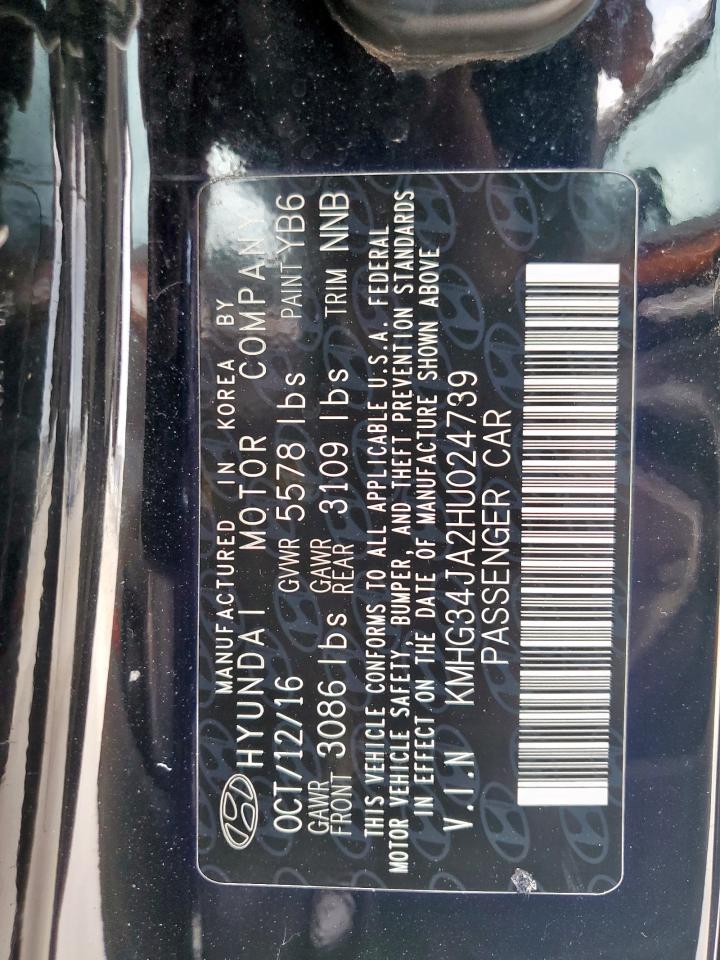 MANUFACTURED IN KOREA BY
HYUNDAI MOTOR COMPANY
OCT/12/16 GVWR 5578 lbs PAINT YB6
GAWR FRONT 3086 lbs GAWR REAR 3109 lbs TRIM NNB
THIS VEHICLE CONFORMS TO ALL APPLICABLE U.S.A. FEDERAL
MOTOR VEHICLE SAFETY, BUMPER, AND THEFT PREVENTION STANDARDS
IN EFFECT ON THE DATE OF MANUFACTURE SHOWN ABOVE
V.I.N KMHG34JA2HU024739
PASSENGER CAR